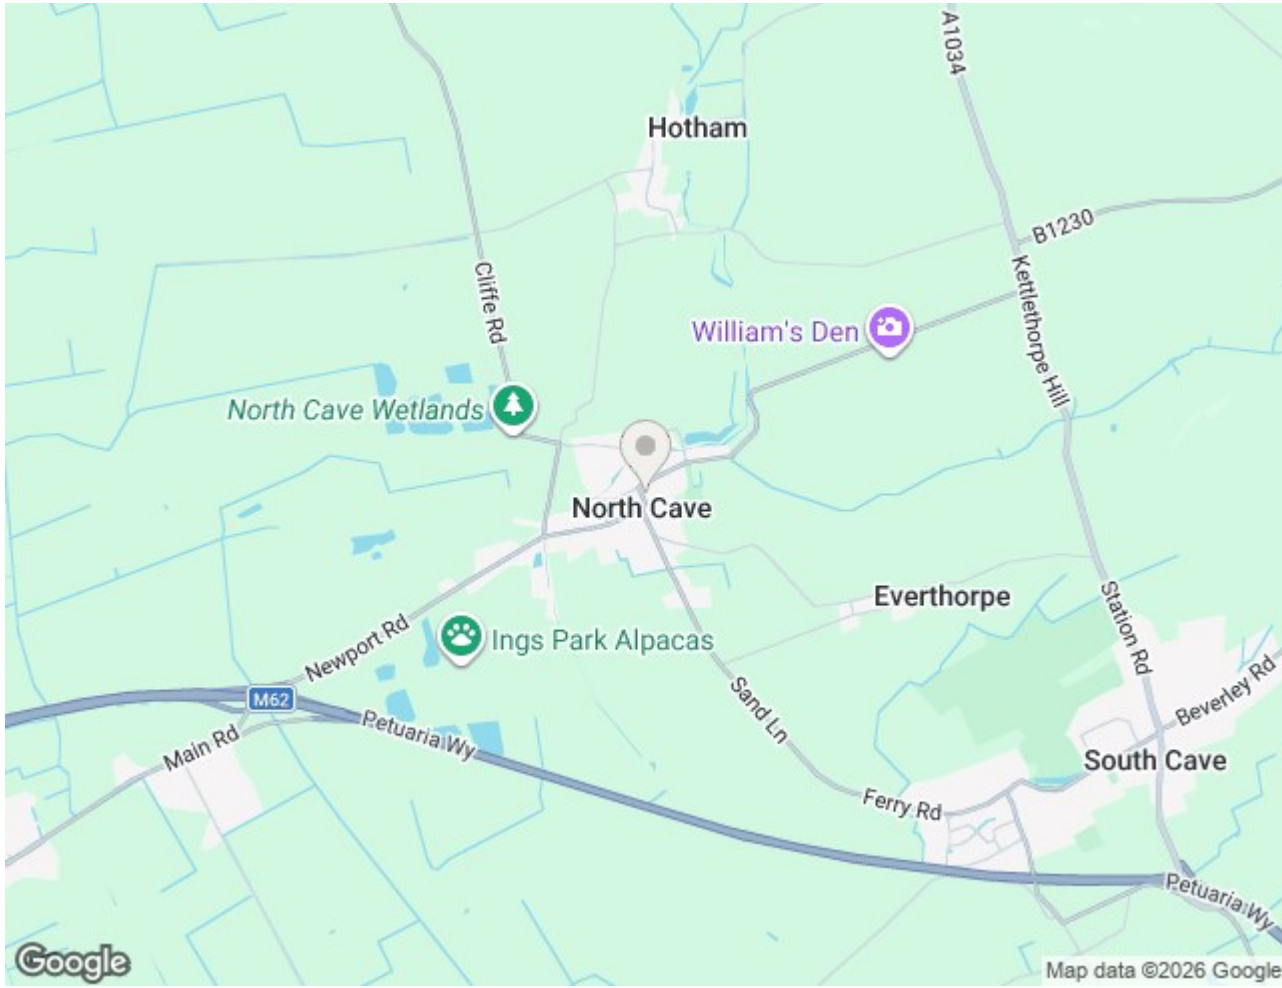 A1034
Hotham
B1230
Cliffe Rd
Kettlethorpe Hill
William's Den
North Cave Wetlands
North Cave
Everthorpe
Station Rd
Newport Rd
Ings Park Alpacas
Sand Ln
Beverley Rd
M62
Petuaria Wy
Main Rd
South Cave
Ferry Rd
Petuaria Wy
Google
Map data ©2026 Google